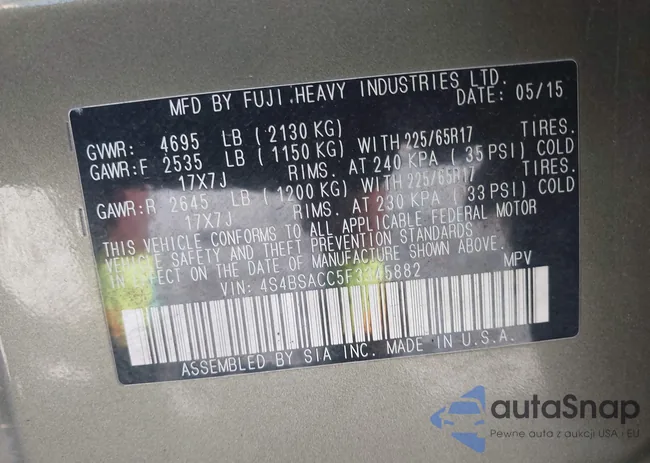 MFD BY FUJI HEAVY INDUSTRIES LTD.
DATE: 05/15
GVWR: 4695 LB (2130 KG)
GAWR:F 2535 LB (1150 KG) WITH 225/65R17 TIRES.
17X7J RIMS. AT 240 KPA (35 PSI) COLD
GAWR:R 2645 LB (1200 KG) WITH 225/65R17 TIRES.
17X7J RIMS. AT 230 KPA (33 PSI) COLD
THIS VEHICLE CONFORMS TO ALL APPLICABLE FEDERAL MOTOR
VEHICLE SAFETY AND THEFT PREVENTION STANDARDS
IN EFFECT ON DATE OF MANUFACTURE SHOWN ABOVE.
VIN: 4S4BSACC5F3345882 MPV
ASSEMBLED BY SIA INC. MADE IN U.S.A.
autaSnap
Pewne auta z aukcji USA - EU